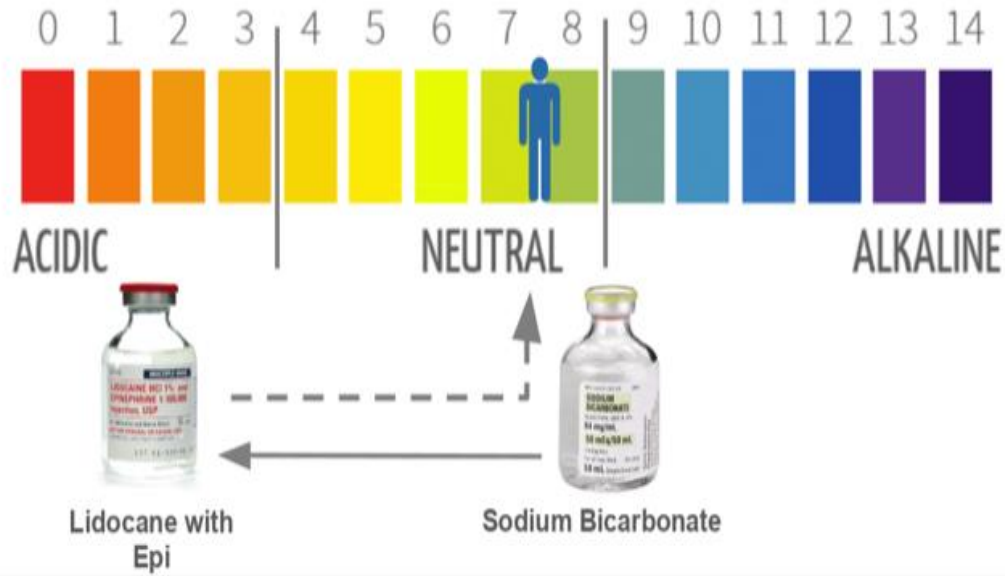 0 1 2 3 4 5 6 7 8 9 10 11 12 13 14
ACIDIC NEUTRAL ALKALINE
LIDOCAINE HCl 1% and
EPINEPHRINE 1:100,000
Injection, USP
SODIUM
BICARBONATE
84 mg/mL
50 mEq/50 mL
50 mL
Lidocane with
Epi
Sodium Bicarbonate